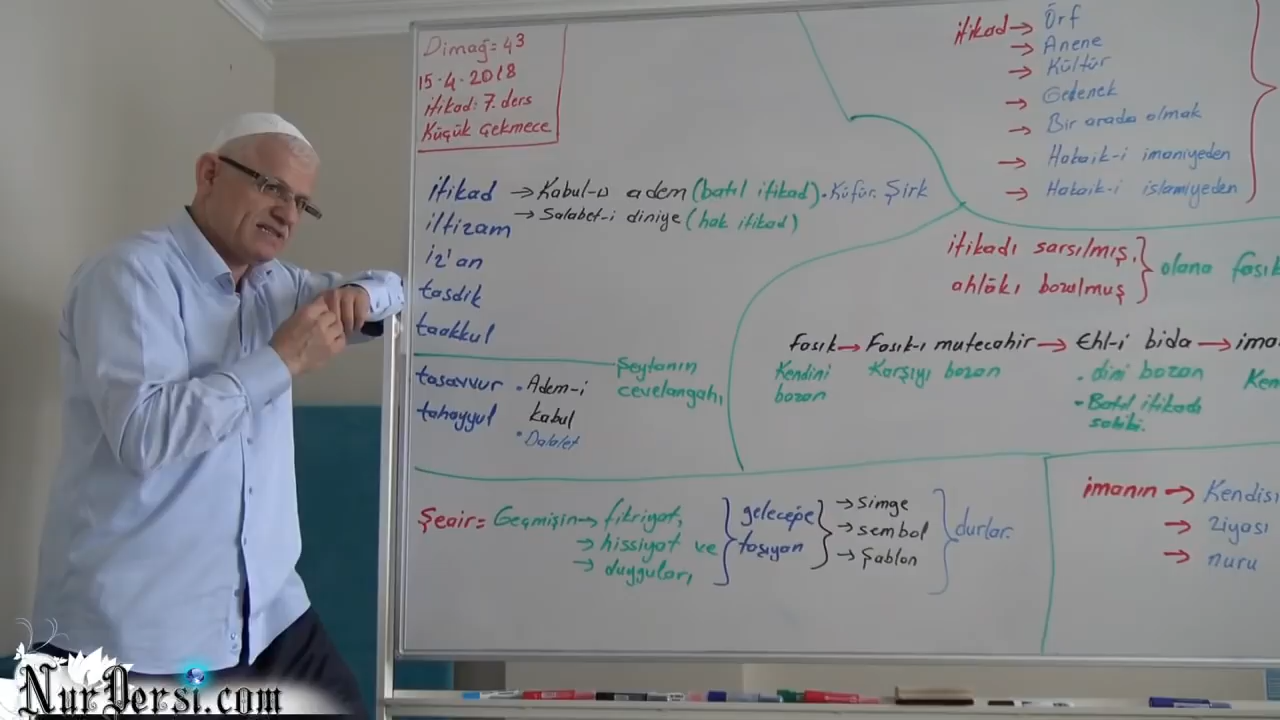 Dimağ = 43
15.4.2018
itikad: 7. ders
Küçük Çekmece
itikad → Kabul-u adem (batıl itikad). Küfür. Şirk
→ Salabet-i diniye (hak itikad)
iltizam
iz'an
tasdik
taakkul
tasavvur
tahayyul
• Adem-i
kabul
• Dalalet
Şeytanın
cevelangahı
itikad → Örf
→ Anene
→ Kültür
→ Gelenek
→ Bir arada olmak
→ Hakaik-i imaniyeden
→ Hakaik-i islamiyeden
itikadı sarsılmış,
ahlâkı bozulmuş
} olana fasık
Fasık → Fasık-ı mutecahir → Ehl-i bida → ima
Kendini
bozan
Karşıyı bozan
• dini bozan
• Batıl itikadı
sahibi.
Ken
Şeair = Geçmişin → fikriyat,
→ hissiyat ve
→ duyguları
} geleceğe
taşıyan
} → Simge
→ sembol
→ Şablon
} durlar.
imanın → Kendisi
→ ziyası
→ nuru
NurDersi.com